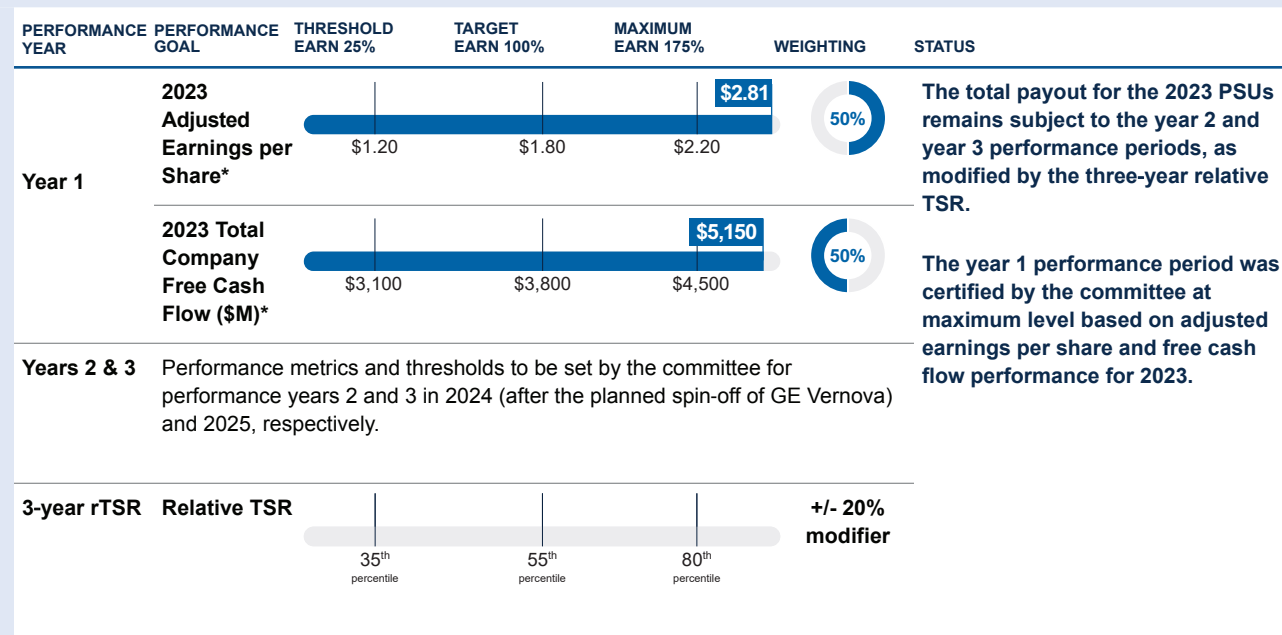 PERFORMANCE YEAR
PERFORMANCE GOAL
THRESHOLD EARN 25%
TARGET EARN 100%
MAXIMUM EARN 175%
WEIGHTING
STATUS
Year 1
2023
Adjusted
Earnings per
Share*
$2.81
$1.20
$1.80
$2.20
50%
2023 Total
Company
Free Cash
Flow ($M)*
$5,150
$3,100
$3,800
$4,500
50%
The total payout for the 2023 PSUs
remains subject to the year 2 and
year 3 performance periods, as
modified by the three-year relative
TSR.
The year 1 performance period was
certified by the committee at
maximum level based on adjusted
earnings per share and free cash
flow performance for 2023.
Years 2 & 3
Performance metrics and thresholds to be set by the committee for
performance years 2 and 3 in 2024 (after the planned spin-off of GE Vernova)
and 2025, respectively.
3-year rTSR
Relative TSR
35th
percentile
55th
percentile
80th
percentile
+/- 20%
modifier